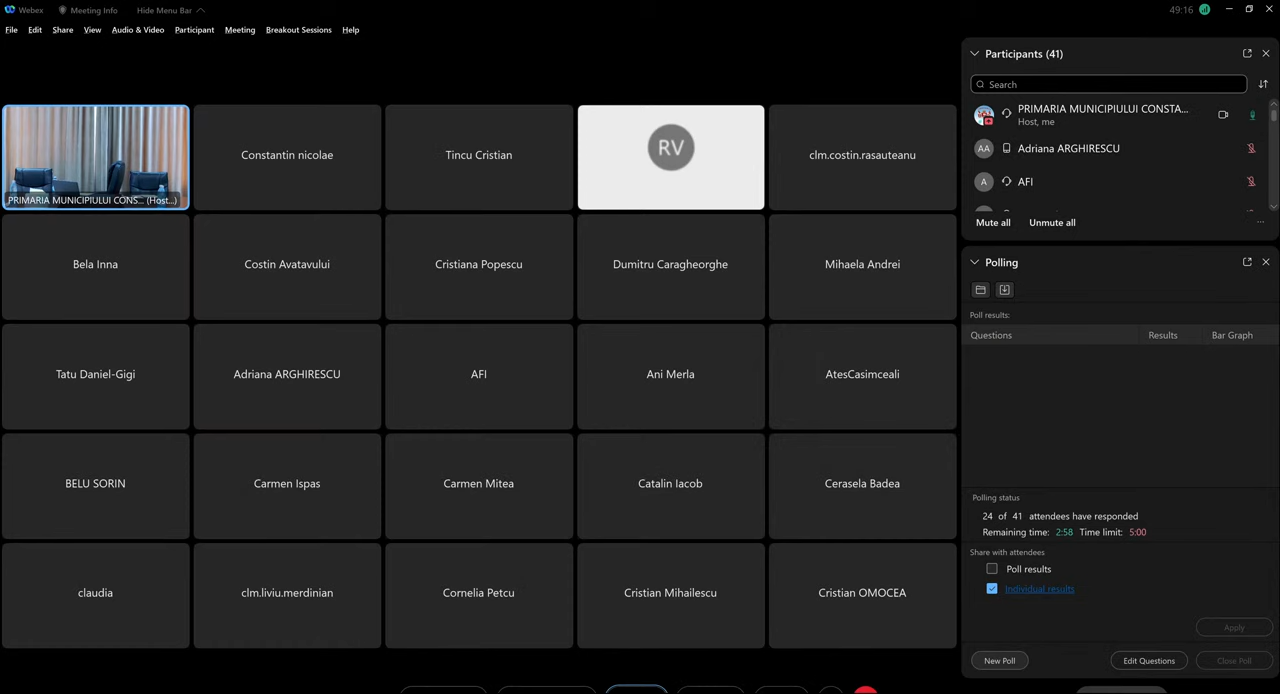 Webex Meeting Info Hide Menu Bar 49:16
File Edit Share View Audio & Video Participant Meeting Breakout Sessions Help
Participants (41)
Search
PRIMARIA MUNICIPIULUI CONSTA...
Host, me
AA Adriana ARGHIRESCU
A AFI
Mute all Unmute all ...
PRIMARIA MUNICIPIULUI CONS... (Host...)
Constantin nicolae
Tincu Cristian
RV
clm.costin.rasauteanu
Bela Inna
Costin Avatavului
Cristiana Popescu
Dumitru Caragheorghe
Mihaela Andrei
Tatu Daniel-Gigi
Adriana ARGHIRESCU
AFI
Ani Merla
AtesCasimceali
BELU SORIN
Carmen Ispas
Carmen Mitea
Catalin Iacob
Cerasela Badea
claudia
clm.liviu.merdinian
Cornelia Petcu
Cristian Mihailescu
Cristian OMOCEA
Polling
Poll results:
Questions Results Bar Graph
Polling status
24 of 41 attendees have responded
Remaining time: 2:58 Time limit: 5:00
Share with attendees
Poll results
Individual results
Apply
New Poll Edit Questions Close Poll